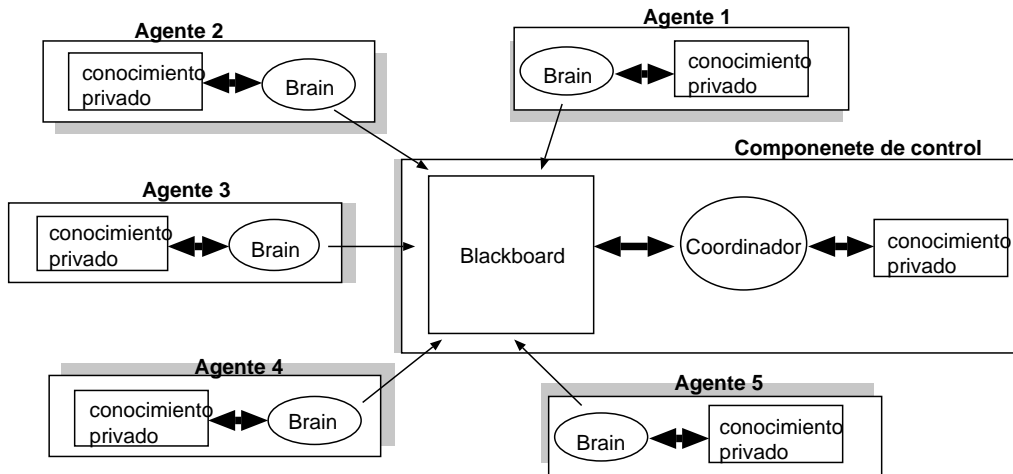 Agente 2
conocimiento
privado
Brain
Agente 1
Brain
conocimiento
privado
Componenete de control
Agente 3
conocimiento
privado
Brain
Blackboard
Coordinador
conocimiento
privado
Agente 4
conocimiento
privado
Brain
Agente 5
Brain
conocimiento
privado